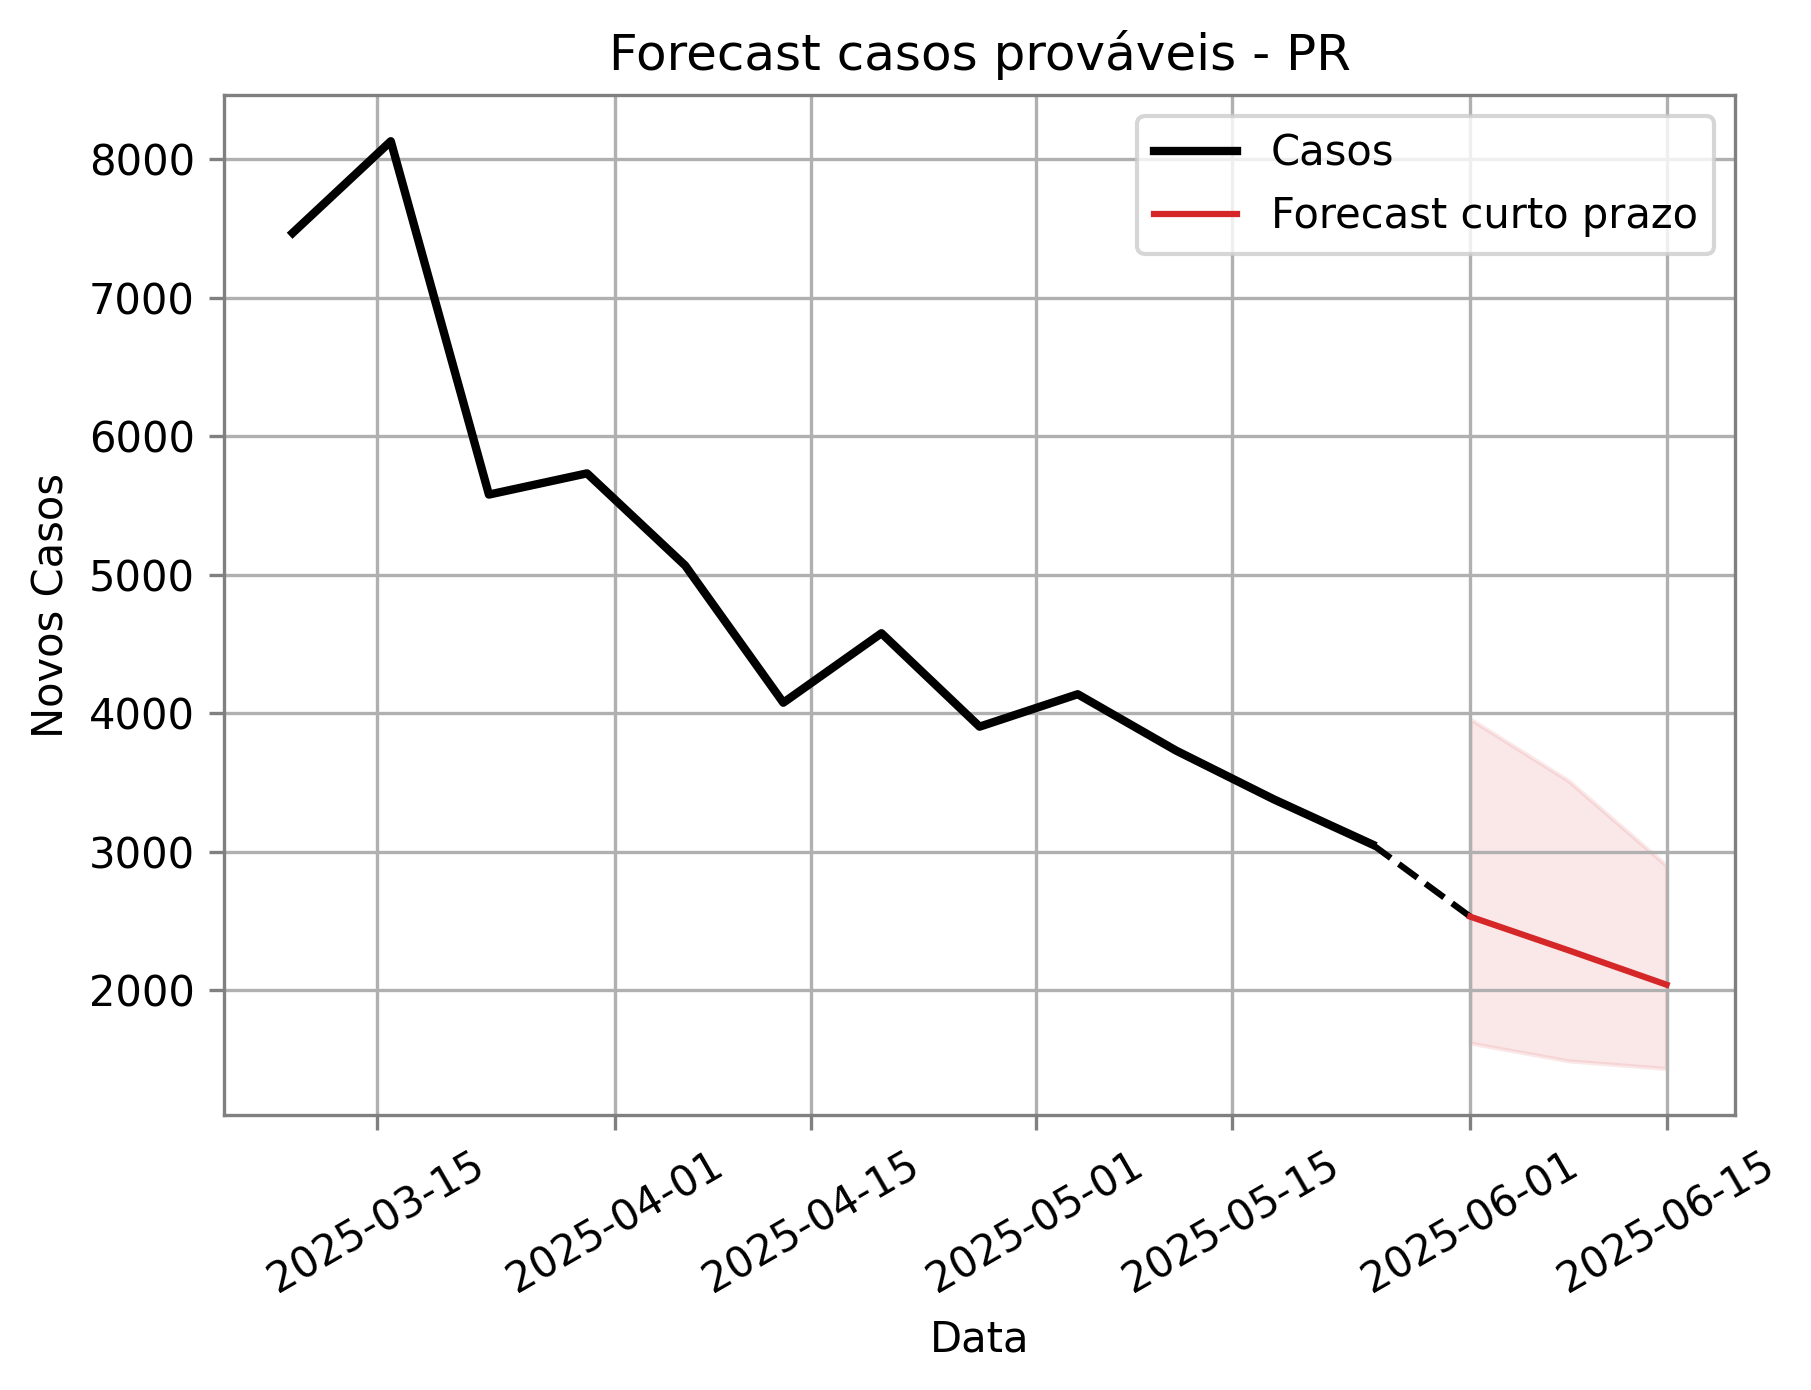 Forecast casos prováveis - PR
Casos
Forecast curto prazo
Novos Casos
8000
7000
6000
5000
4000
3000
2000
2025-03-15
2025-04-01
2025-04-15
2025-05-01
2025-05-15
2025-06-01
2025-06-15
Data